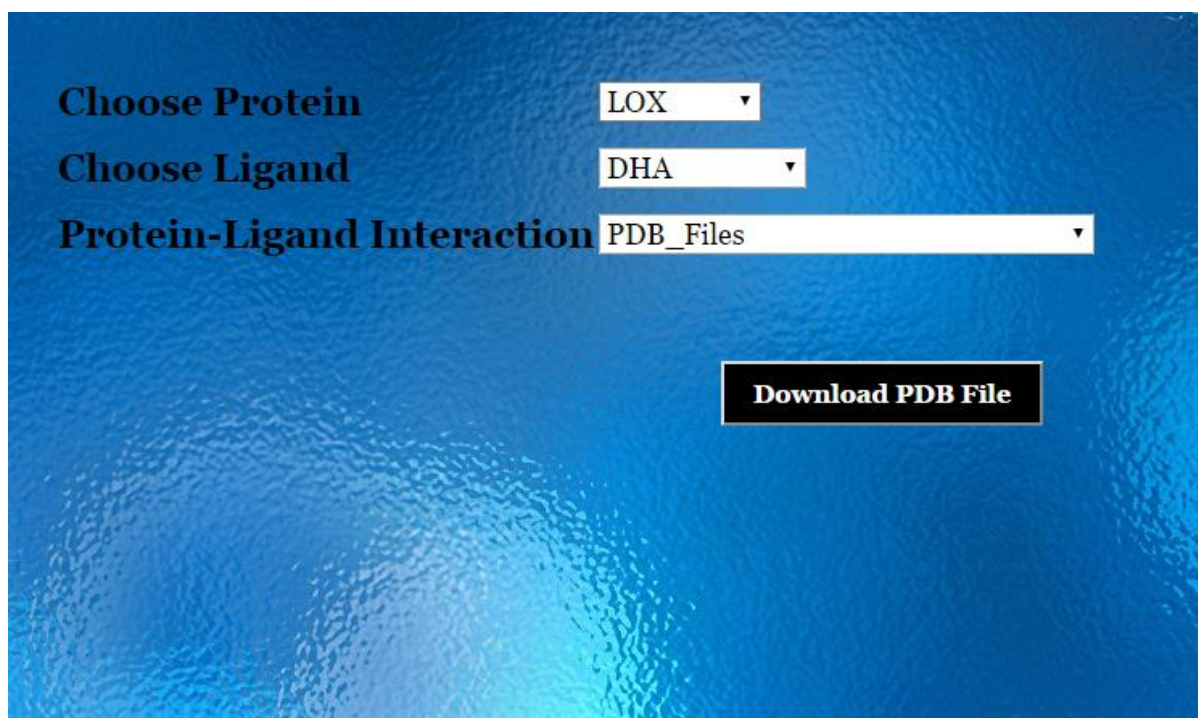 Choose Protein LOX
Choose Ligand DHA
Protein-Ligand Interaction PDB_Files
Download PDB File